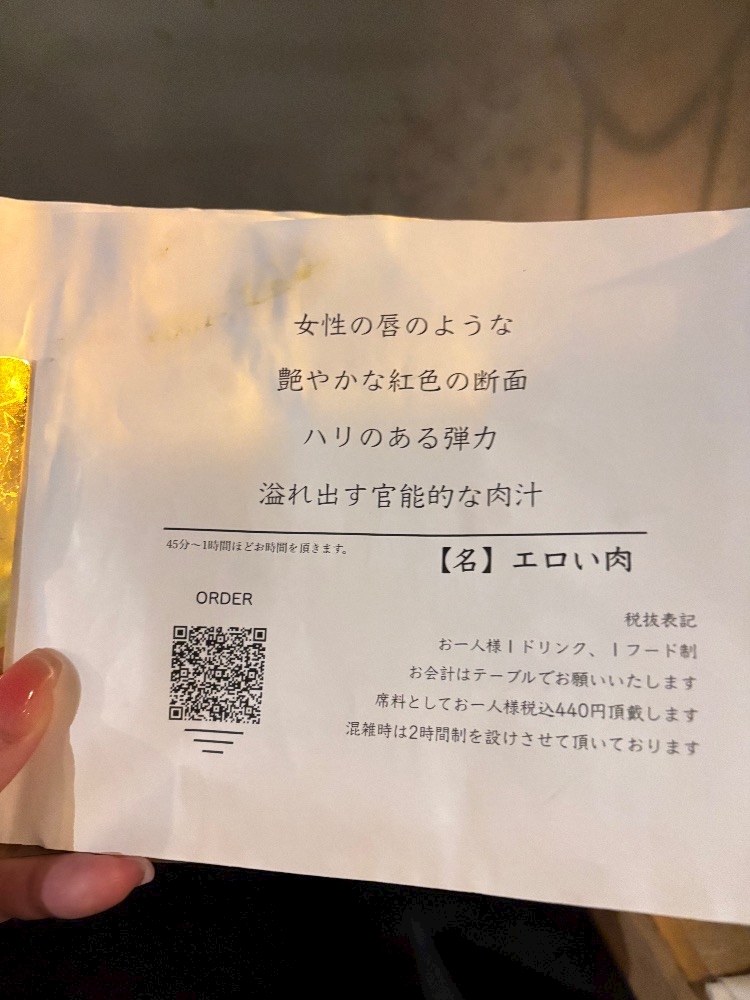 女性の唇のような
艶やかな紅色の断面
ハリのある弾力
溢れ出す官能的な肉汁
45分～1時間ほどお時間を頂きます。
【名】エロい肉
ORDER
税抜表記
お一人様1ドリンク、1フード制
お会計はテーブルでお願いいたします
席料としてお一人様税込440円頂戴します
混雑時は2時間制を設けさせて頂いております